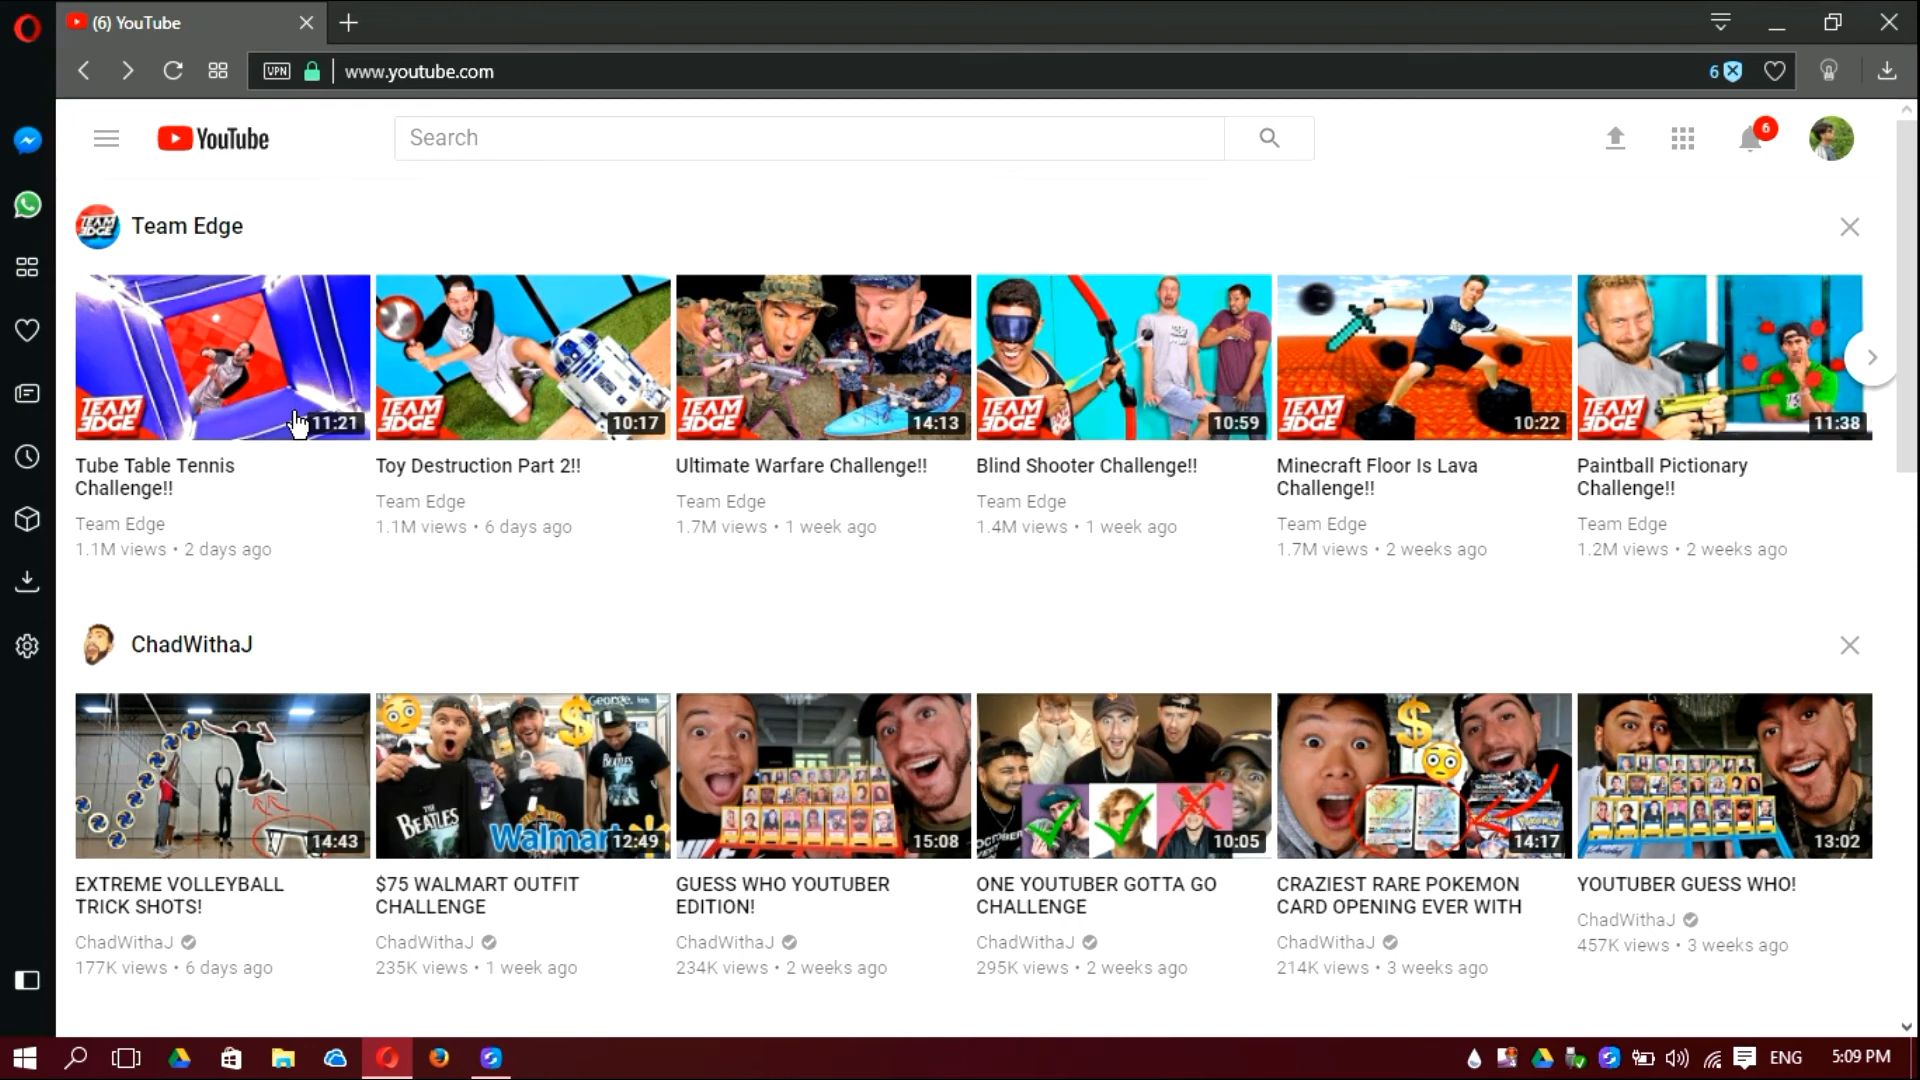 (6) YouTube
VPN
www.youtube.com
6
YouTube
Search
6
TEAM EDGE
Team Edge
TEAM EDGE
11:21
TEAM EDGE
10:17
TEAM EDGE
14:13
TEAM EDGE
10:59
TEAM EDGE
10:22
TEAM EDGE
11:38
Tube Table Tennis
Challenge!!
Team Edge
1.1M views • 2 days ago
Toy Destruction Part 2!!
Team Edge
1.1M views • 6 days ago
Ultimate Warfare Challenge!!
Team Edge
1.7M views • 1 week ago
Blind Shooter Challenge!!
Team Edge
1.4M views • 1 week ago
Minecraft Floor Is Lava
Challenge!!
Team Edge
1.7M views • 2 weeks ago
Paintball Pictionary
Challenge!!
Team Edge
1.2M views • 2 weeks ago
ChadWithaJ
14:43
George.
THE
BEATLES
BEATLES
Walmar
12:49
15:08
OCTOBER
10:05
14:17
13:02
EXTREME VOLLEYBALL
TRICK SHOTS!
ChadWithaJ
177K views • 6 days ago
$75 WALMART OUTFIT
CHALLENGE
ChadWithaJ
235K views • 1 week ago
GUESS WHO YOUTUBER
EDITION!
ChadWithaJ
234K views • 2 weeks ago
ONE YOUTUBER GOTTA GO
CHALLENGE
ChadWithaJ
295K views • 2 weeks ago
CRAZIEST RARE POKEMON
CARD OPENING EVER WITH
ChadWithaJ
214K views • 3 weeks ago
YOUTUBER GUESS WHO!
ChadWithaJ
457K views • 3 weeks ago
ENG
5:09 PM